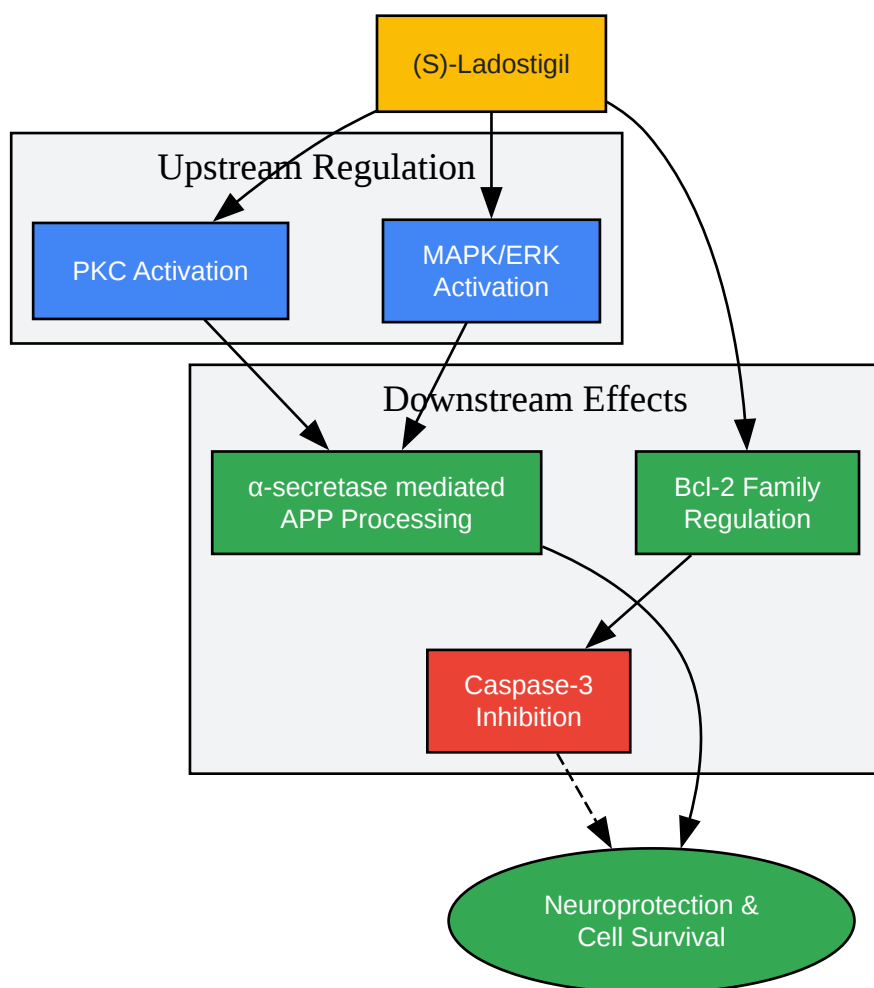 (S)-Ladostigil
Upstream Regulation
PKC Activation
MAPK/ERK
Activation
Downstream Effects
α-secretase mediated
APP Processing
Bcl-2 Family
Regulation
Caspase-3
Inhibition
Neuroprotection &
Cell Survival